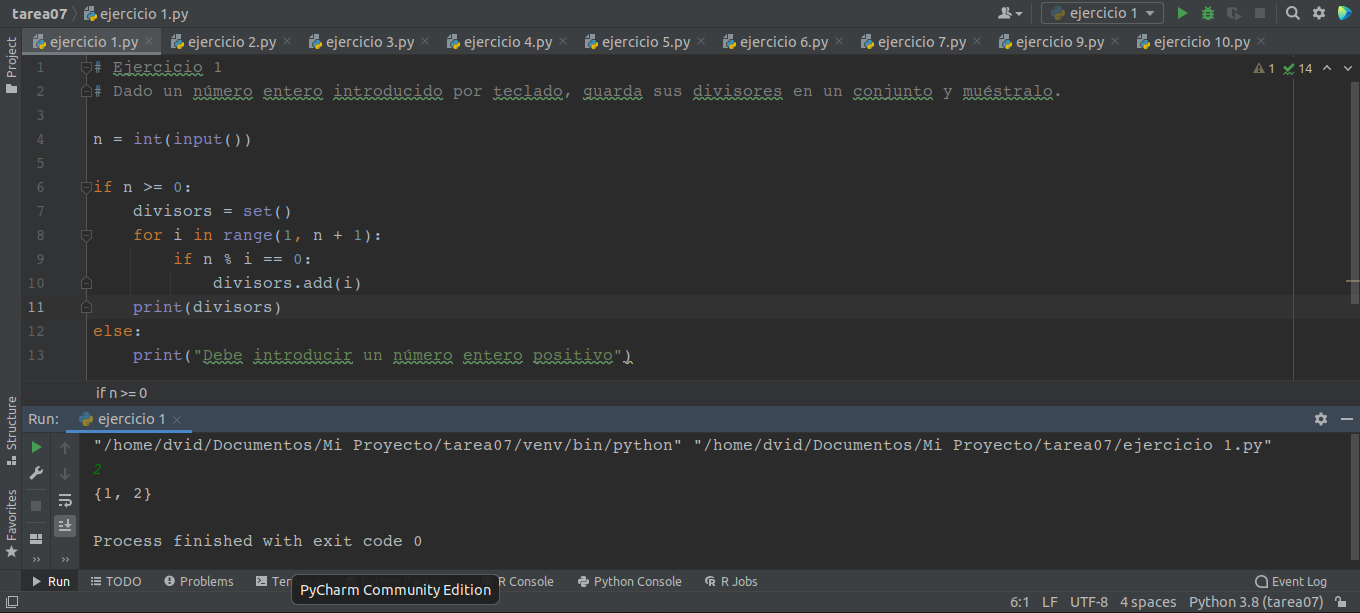 tarea07 ejercicio 1.py ejercicio 1
Project
ejercicio 1.py ejercicio 2.py ejercicio 3.py ejercicio 4.py ejercicio 5.py ejercicio 6.py ejercicio 7.py ejercicio 9.py ejercicio 10.py
1 # Ejercicio 1 1 14
2 # Dado un número entero introducido por teclado, guarda sus divisores en un conjunto y muéstralo.
3
4 n = int(input())
5
6 if n >= 0:
7 divisors = set()
8 for i in range(1, n + 1):
9 if n % i == 0:
10 divisors.add(i)
11 print(divisors)
12 else:
13 print("Debe introducir un número entero positivo")
if n >= 0
Structure
Run: ejercicio 1
"/home/dvid/Documentos/Mi Proyecto/tarea07/venv/bin/python" "/home/dvid/Documentos/Mi Proyecto/tarea07/ejercicio 1.py"
2
{1, 2}
Favorites
Process finished with exit code 0
Run TODO Problems R Console Python Console R Jobs Event Log
PyCharm Community Edition
6:1 LF UTF-8 4 spaces Python 3.8 (tarea07)